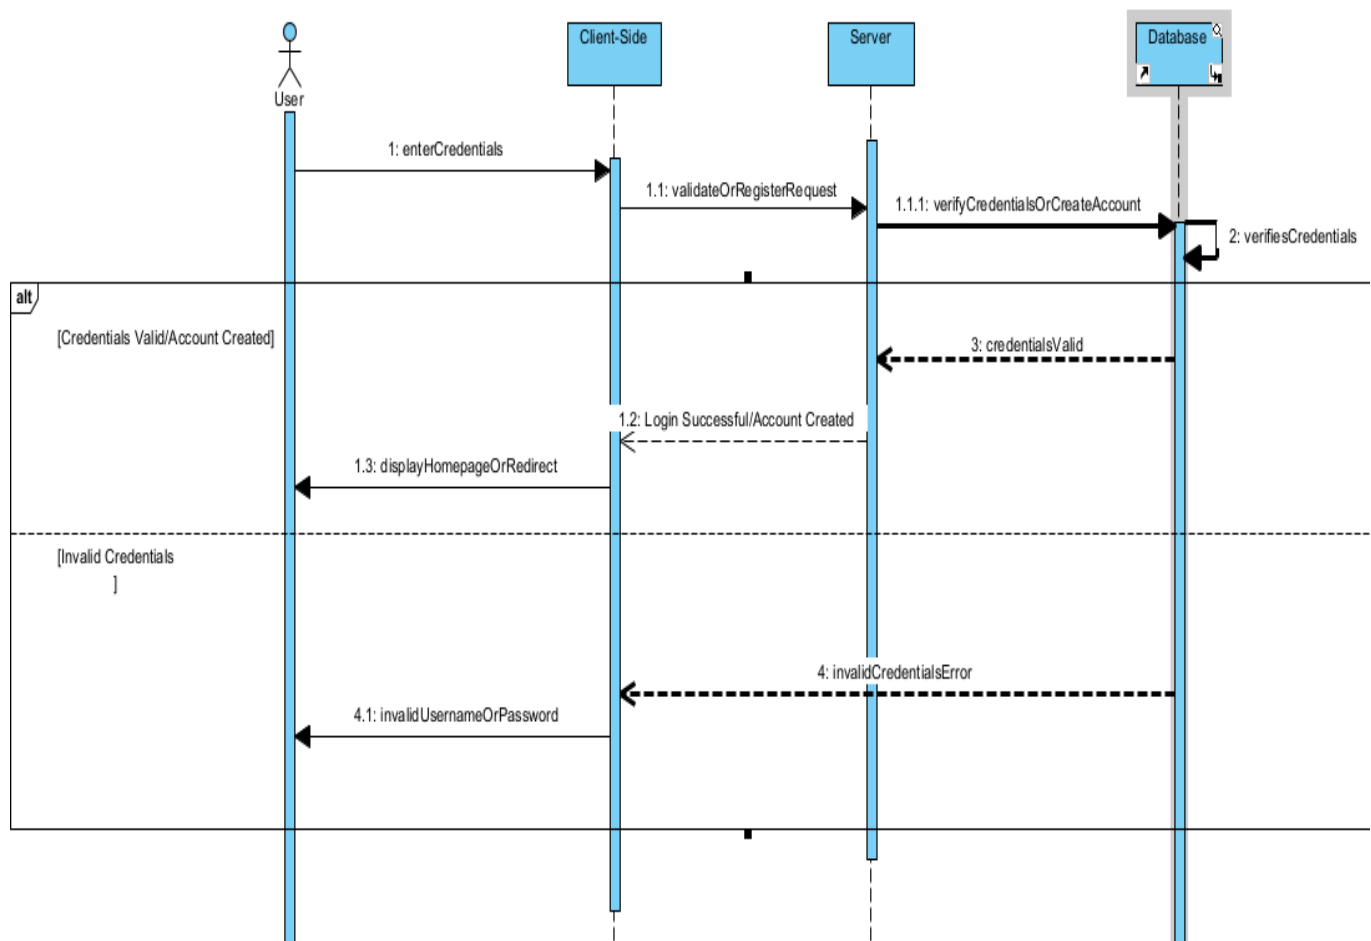 User
Client-Side
Server
Database
1: enterCredentials
1.1: validateOrRegisterRequest
1.1.1: verifyCredentialsOrCreateAccount
2: verifiesCredentials
alt
[Credentials Valid/Account Created]
3: credentialsValid
1.2: Login Successful/Account Created
1.3: displayHomepageOrRedirect
[Invalid Credentials
]
4: invalidCredentialsError
4.1: invalidUsernameOrPassword